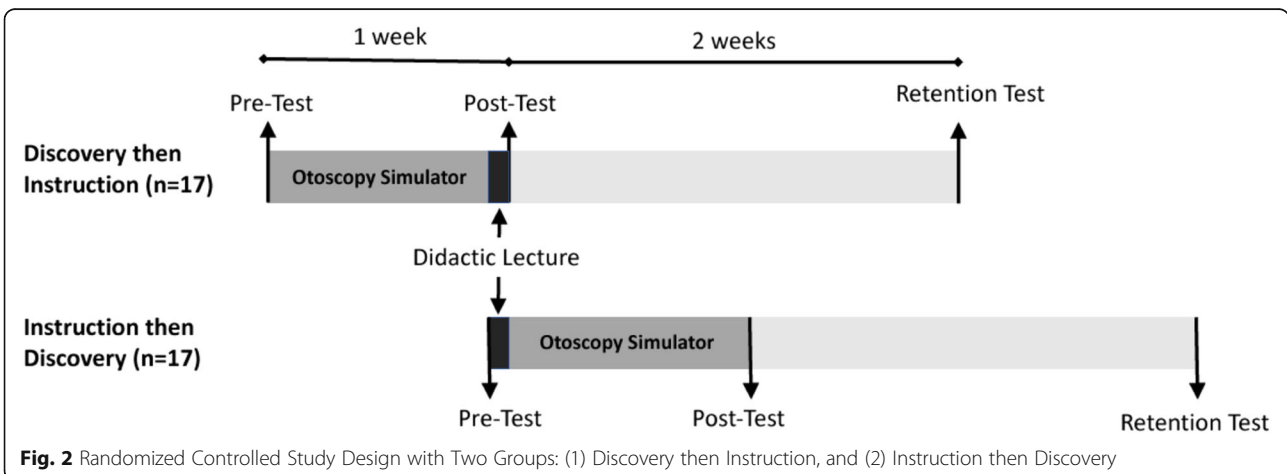 1 week
2 weeks
Pre-Test
Post-Test
Retention Test
Discovery then
Instruction (n=17)
Otoscopy Simulator
Didactic Lecture
Instruction then
Discovery (n=17)
Otoscopy Simulator
Pre-Test
Post-Test
Retention Test
Fig. 2 Randomized Controlled Study Design with Two Groups: (1) Discovery then Instruction, and (2) Instruction then Discovery